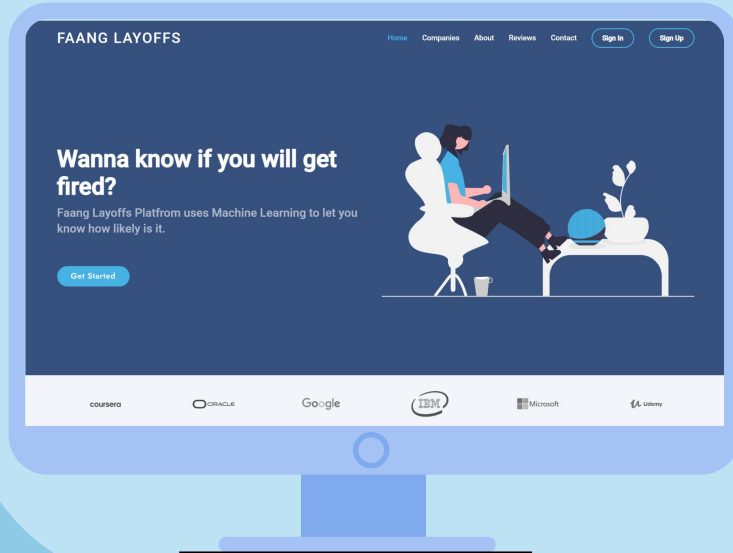 FAANG LAYOFFS
Home Companies About Reviews Contact Sign In Sign Up
Wanna know if you will get
fired?
Faang Layoffs Platfrom uses Machine Learning to let you
know how likely is it.
Get Started
coursera ORACLE Google IBM Microsoft Udemy